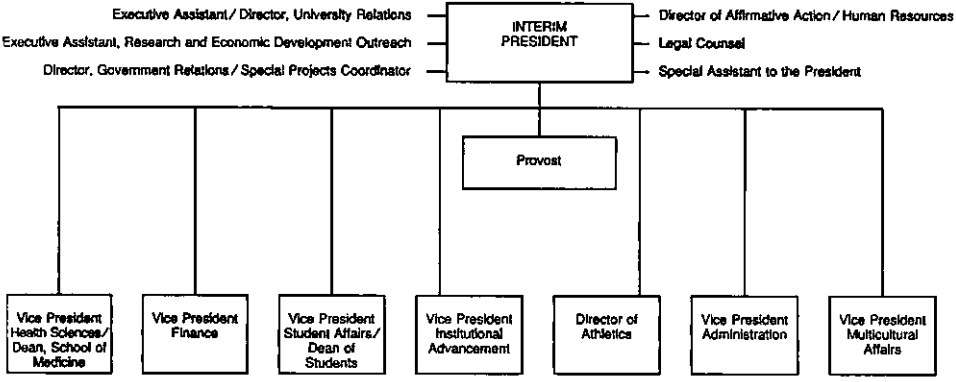 Executive Assistant / Director, University Relations
Executive Assistant, Research and Economic Development Outreach
Director, Government Relations / Special Projects Coordinator
INTERIM
PRESIDENT
Director of Affirmative Action / Human Resources
Legal Counsel
Special Assistant to the President
Provost
Vice President
Health Sciences /
Dean, School of
Medicine
Vice President
Finance
Vice President
Student Affairs /
Dean of
Students
Vice President
Institutional
Advancement
Director of
Athletics
Vice President
Administration
Vice President
Multicultural
Affairs